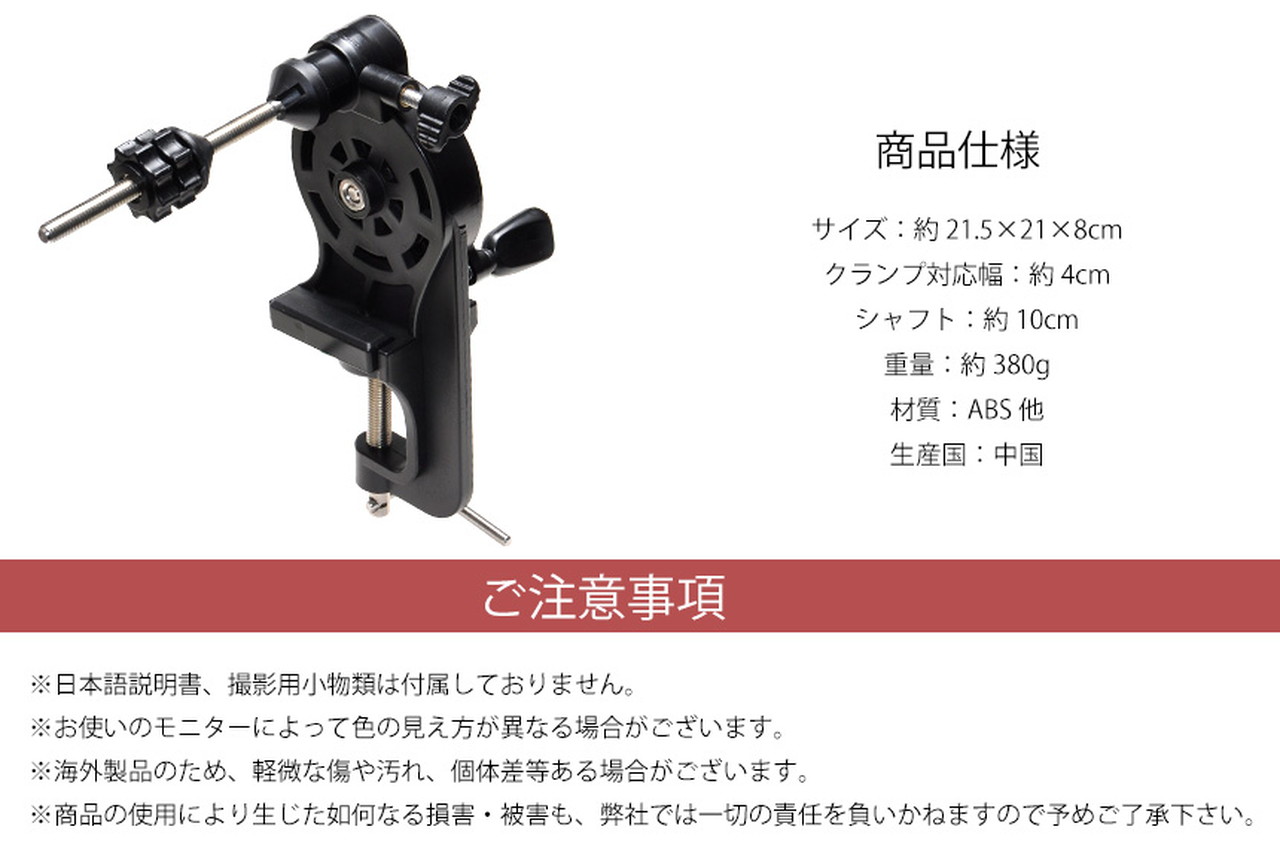 商品仕様
サイズ：約 21.5×21×8cm
クランプ対応幅：約 4cm
シャフト：約 10cm
重量：約 380g
材質：ABS 他
生産国：中国
ご注意事項
※日本語説明書、撮影用小物類は付属しておりません。
※お使いのモニターによって色の見え方が異なる場合がございます。
※海外製品のため、軽微な傷や汚れ、個体差等ある場合がございます。
※商品の使用により生じた如何なる損害・被害も、弊社では一切の責任を負いかねますので予めご了承下さい。